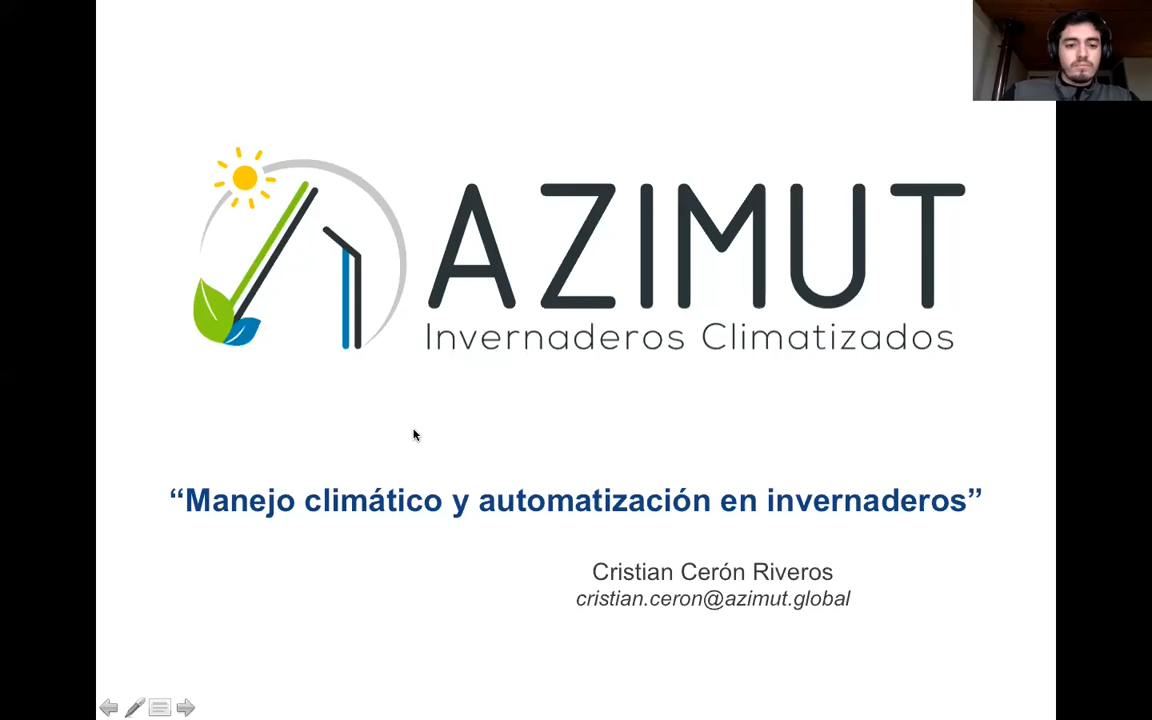 AZIMUT
Invernaderos Climatizados
“Manejo climático y automatización en invernaderos”
Cristian Cerón Riveros
cristian.ceron@azimut.global